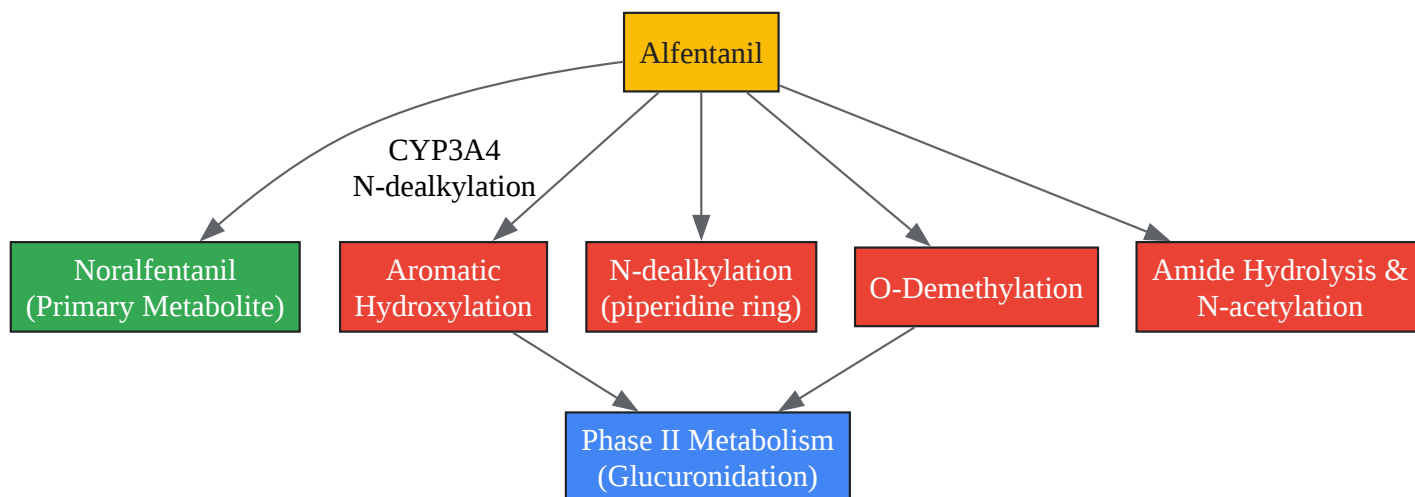 Alfentanil
CYP3A4
N-dealkylation
Noralfentanil
(Primary Metabolite)
Aromatic
Hydroxylation
N-dealkylation
(piperidine ring)
O-Demethylation
Amide Hydrolysis &
N-acetylation
Phase II Metabolism
(Glucuronidation)